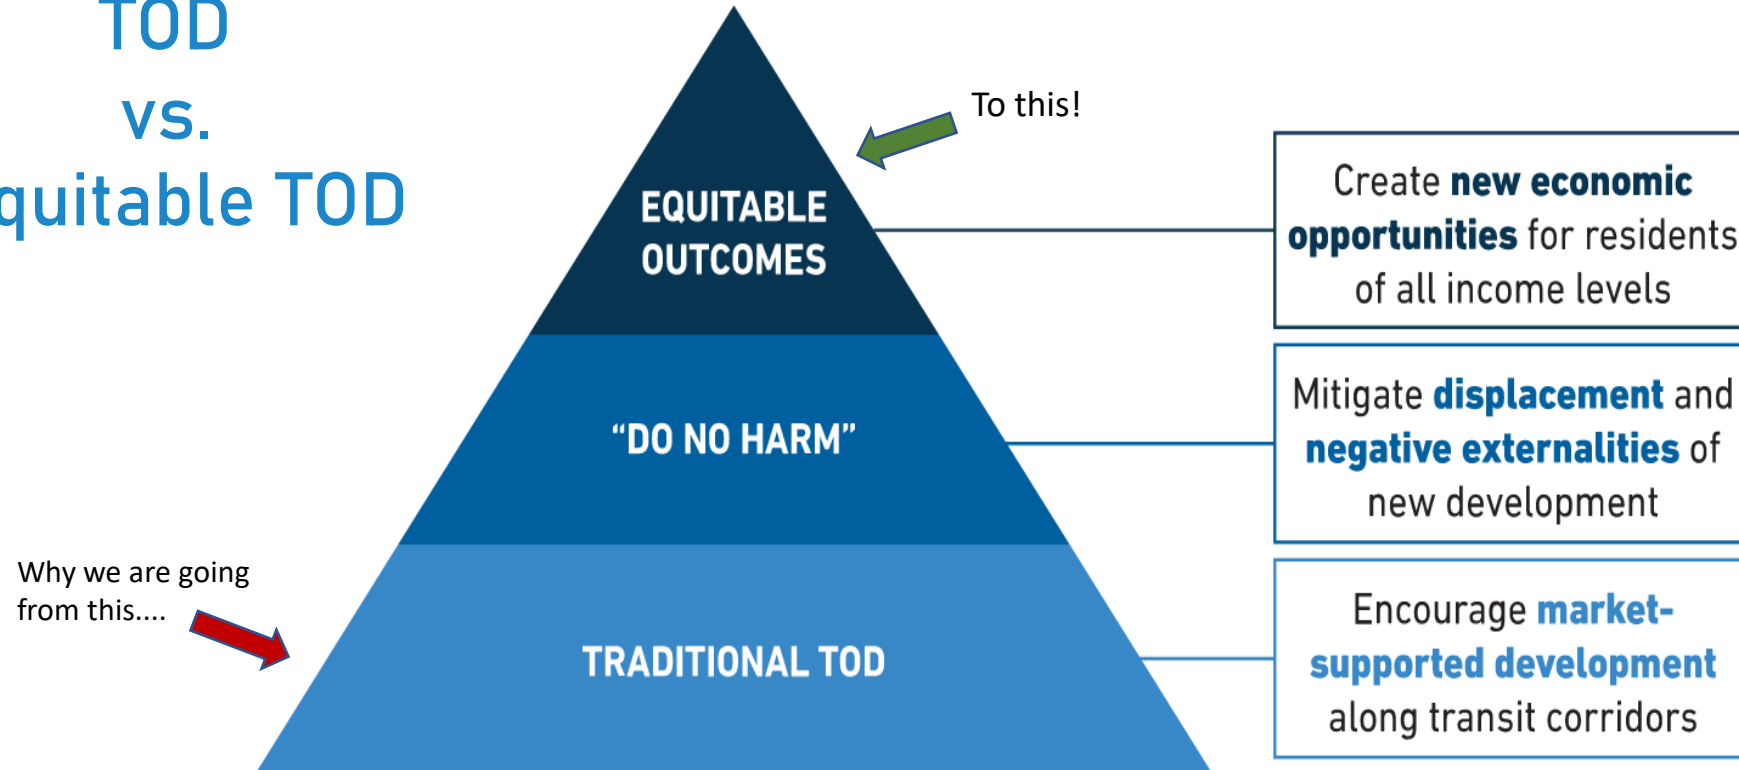 TOD
vs.
quitable TOD
To this!
EQUITABLE
OUTCOMES
Create new economic
opportunities for residents
of all income levels
"DO NO HARM"
Mitigate displacement and
negative externalities of
new development
Why we are going
from this....
TRADITIONAL TOD
Encourage market-
supported development
along transit corridors